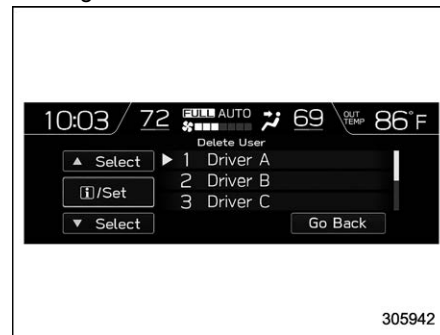 10:03 72 FULL AUTO 69 OUT TEMP 86°F
Delete User
▲ Select ▶ 1 Driver A
i/Set 2 Driver B
▼ Select 3 Driver C
Go Back
305942